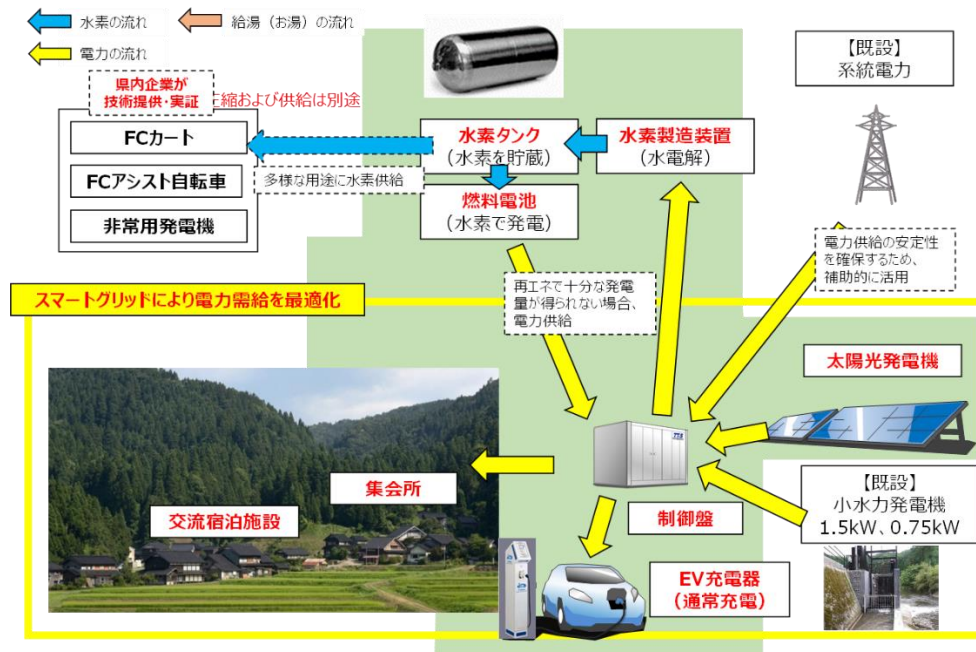 水素の流れ
給湯（お湯）の流れ
電力の流れ
県内企業が
技術提供・実証
縮および供給は別途
FCカート
FCアシスト自転車
非常用発電機
多様な用途に水素供給
水素タンク
（水素を貯蔵）
燃料電池
（水素で発電）
水素製造装置
（水電解）
【既設】
系統電力
電力供給の安定性
を確保するため、
補助的に活用
スマートグリッドにより電力需給を最適化
再エネで十分な発電
量が得られない場合、
電力供給
太陽光発電機
集会所
交流宿泊施設
制御盤
【既設】
小水力発電機
1.5kW、0.75kW
EV充電器
（通常充電）